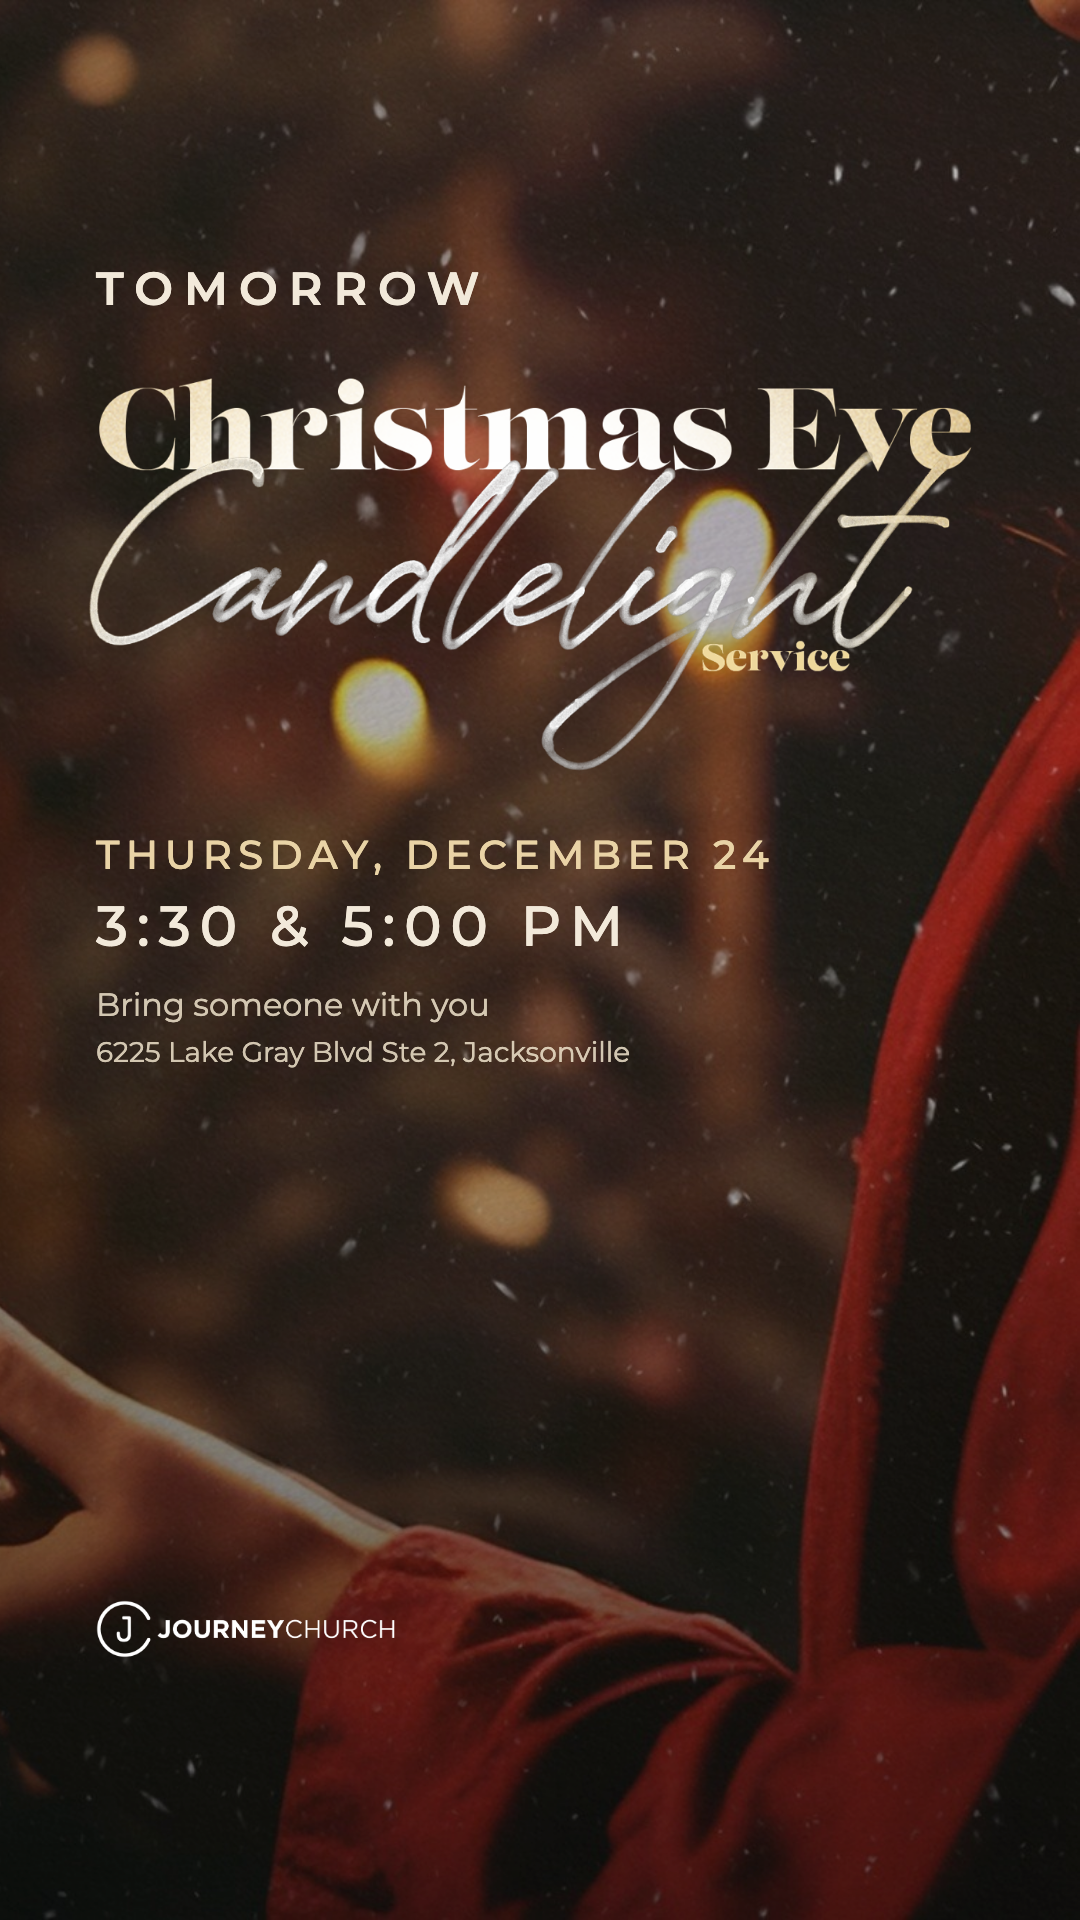 TOMORROW
Christmas Eve
Candlelight
Service
THURSDAY, DECEMBER 24
3:30 & 5:00 PM
Bring someone with you
6225 Lake Gray Blvd Ste 2, Jacksonville
J JOURNEYCHURCH